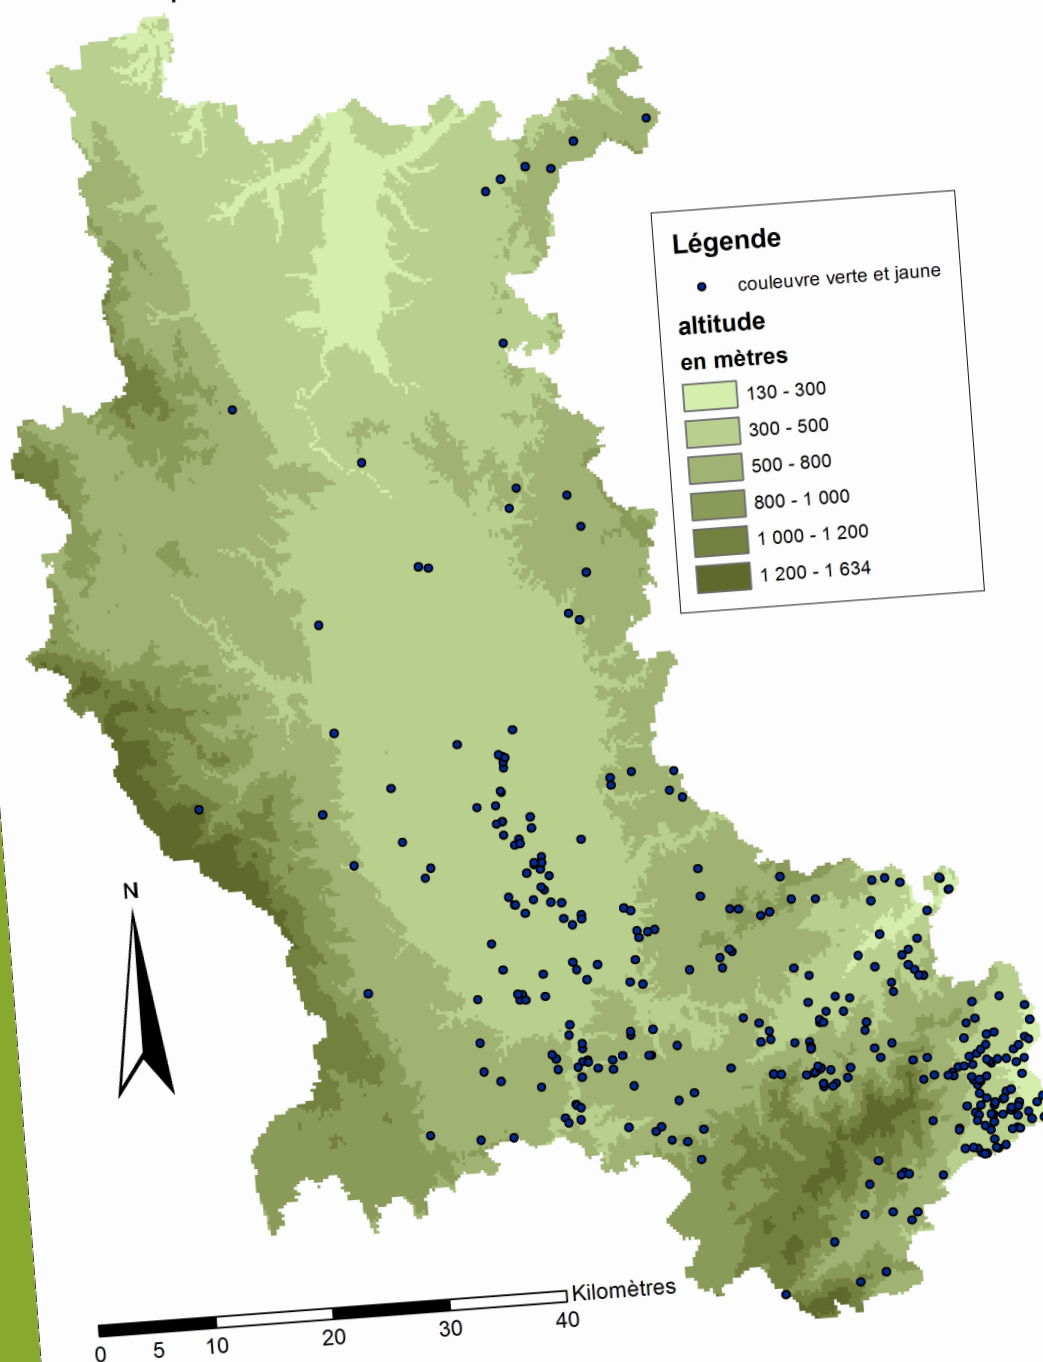 Légende
couleuvre verte et jaune
altitude
en mètres
130 - 300
300 - 500
500 - 800
800 - 1 000
1 000 - 1 200
1 200 - 1 634
N
Kilomètres
0 5 10 20 30 40